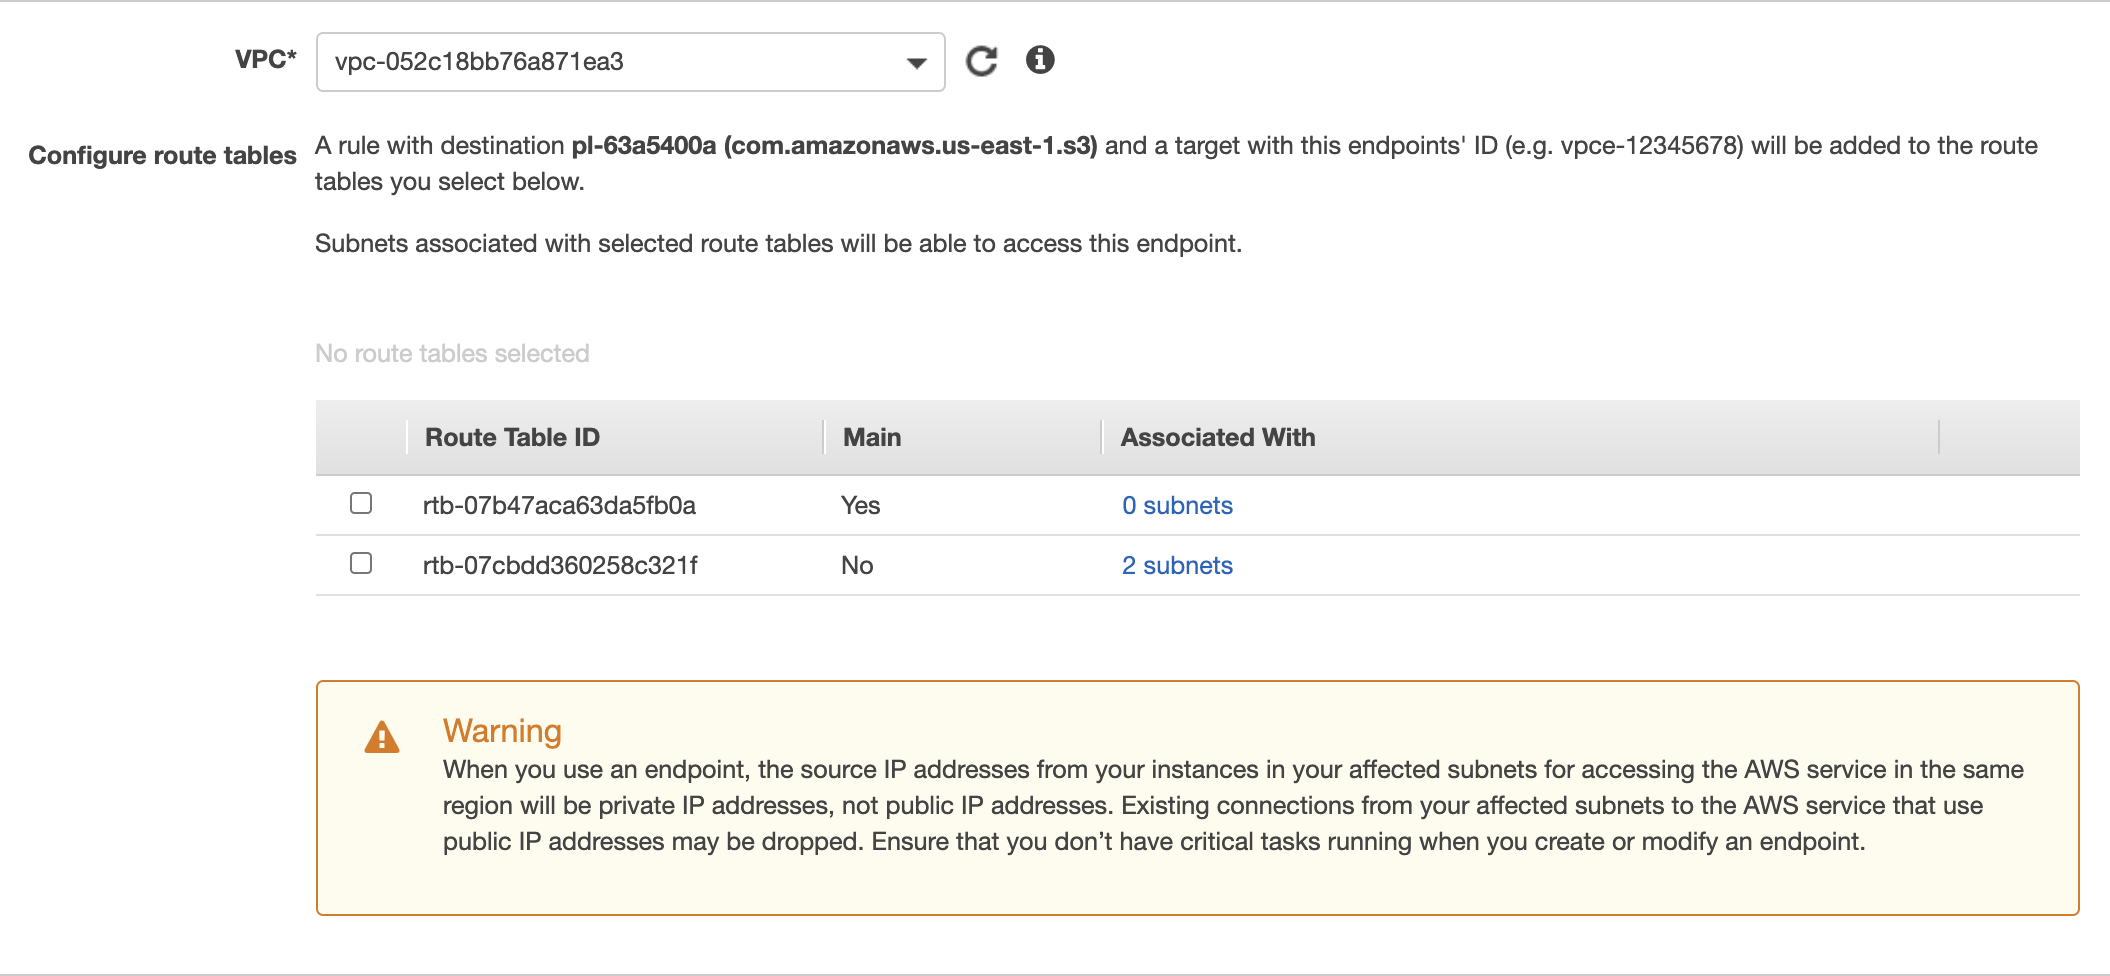 VPC* vpc-052c18bb76a871ea3
Configure route tables A rule with destination pl-63a5400a (com.amazonaws.us-east-1.s3) and a target with this endpoints' ID (e.g. vpce-12345678) will be added to the route
tables you select below.
Subnets associated with selected route tables will be able to access this endpoint.
No route tables selected
Route Table ID Main Associated With
rtb-07b47aca63da5fb0a Yes 0 subnets
rtb-07cbdd360258c321f No 2 subnets
Warning
When you use an endpoint, the source IP addresses from your instances in your affected subnets for accessing the AWS service in the same
region will be private IP addresses, not public IP addresses. Existing connections from your affected subnets to the AWS service that use
public IP addresses may be dropped. Ensure that you don’t have critical tasks running when you create or modify an endpoint.